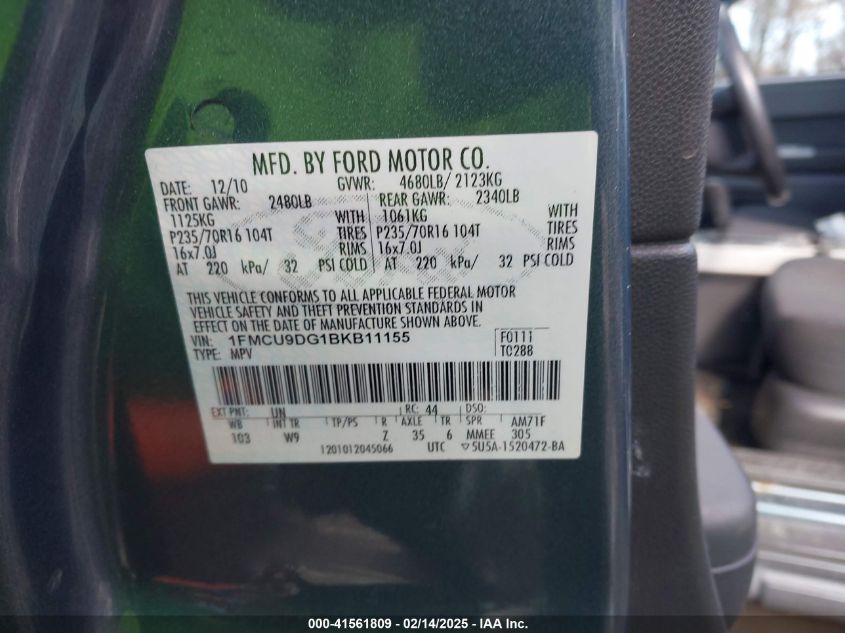 MFD. BY FORD MOTOR CO.
DATE: 12/10 GVWR: 4680LB/ 2123KG
FRONT GAWR: 2480LB REAR GAWR: 2340LB
1125KG WITH 1061KG WITH
P235/70R16 104T TIRES P235/70R16 104T TIRES
16x7.0J RIMS 16x7.0J RIMS
AT 220 kPa/ 32 PSI COLD AT 220 kPa/ 32 PSI COLD
THIS VEHICLE CONFORMS TO ALL APPLICABLE FEDERAL MOTOR
VEHICLE SAFETY AND THEFT PREVENTION STANDARDS IN
EFFECT ON THE DATE OF MANUFACTURE SHOWN ABOVE.
VIN: 1FMCU9DG1BKB11155 F0111
TYPE: MPV T0288
EXT PNT: UN RC: 44 DSO:
WB INT TR TP/PS R AXLE TR SPR AM71F
103 W9 Z 35 6 MMEE 305
1201012045066 UTC 5U5A-1520472-BA
000-41561809 / 02/14/2025 / IAA Inc.